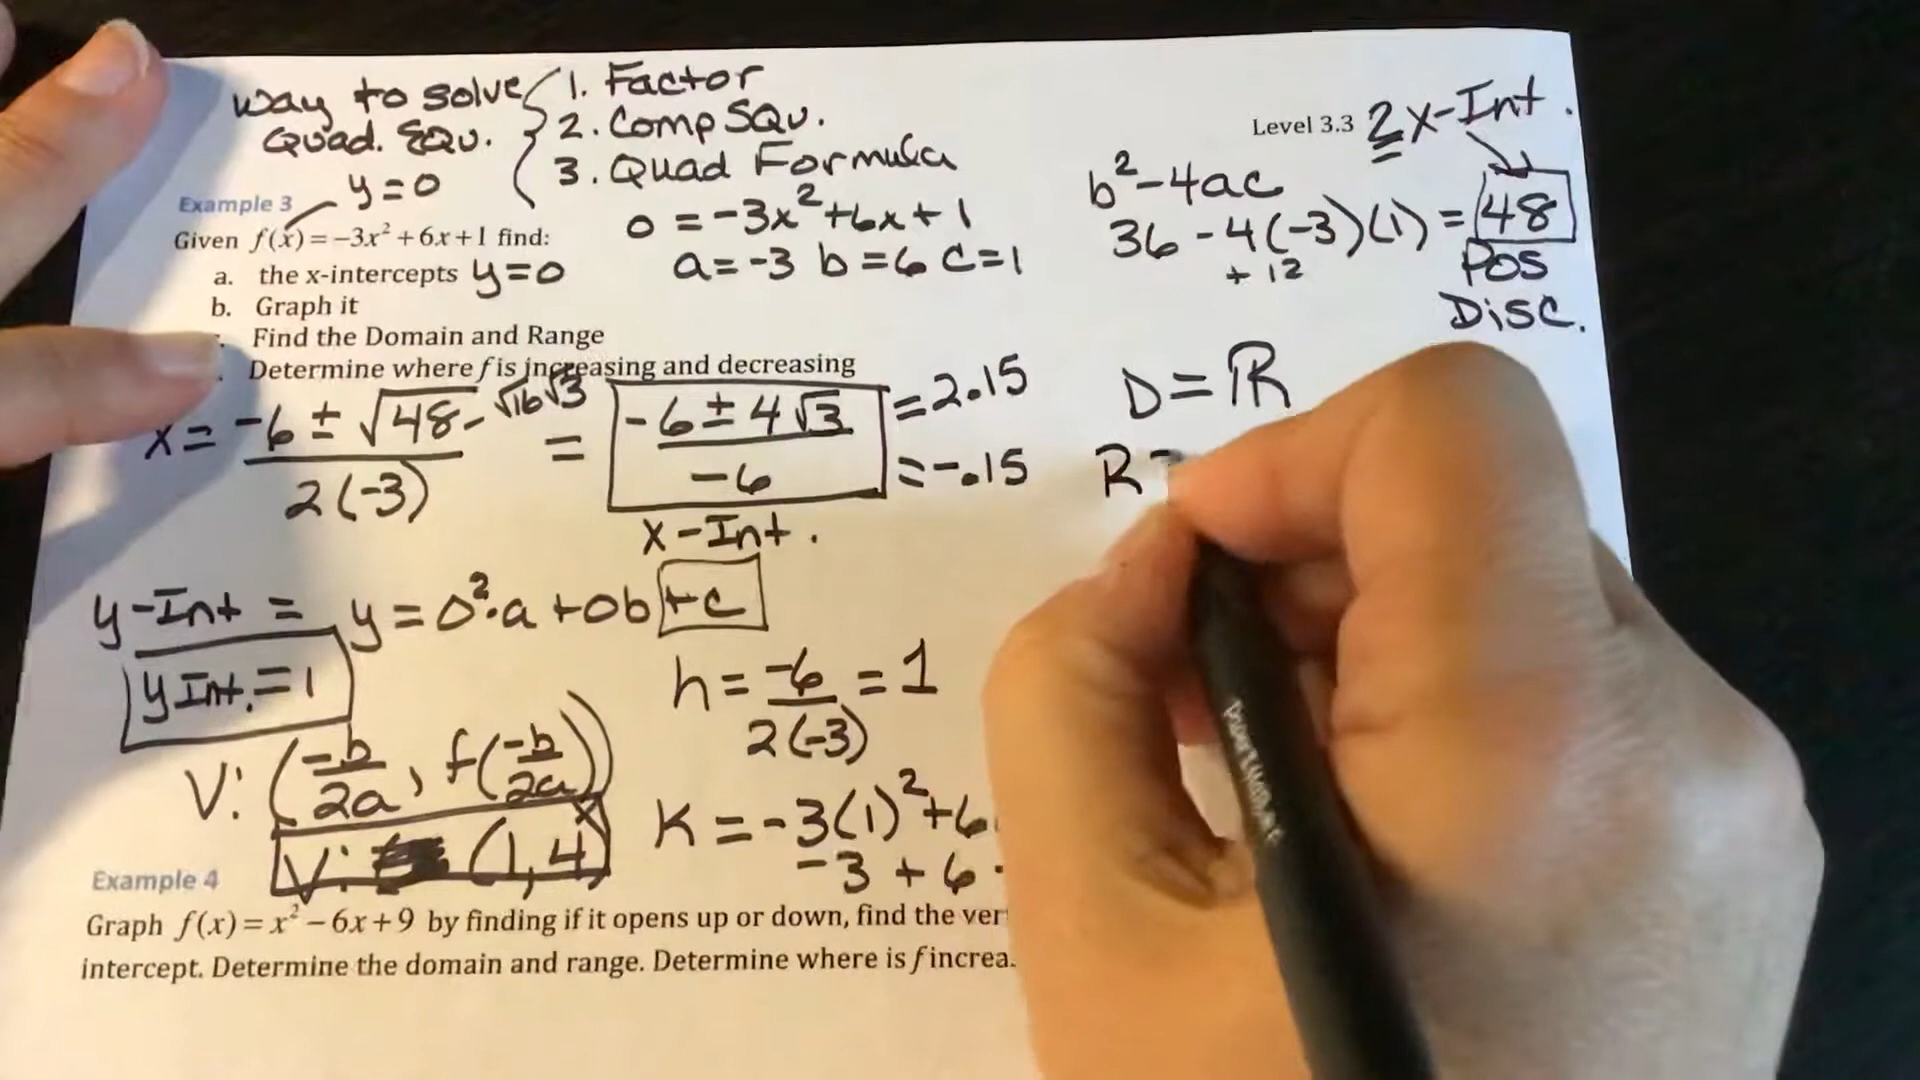 Way to solve { 1. Factor
Quad. Equ. 2. Comp Squ.
3. Quad Formula
Level 3.3 2 x-Int.
y=0
b²-4ac
Example 3
0 = -3x²+6x+1
36 - 4(-3)(1) = 48
+ 12
Pos
Disc.
Given f(x) = −3x² + 6x + 1 find:
a = -3 b = 6 c = 1
a. the x-intercepts y=0
b. Graph it
Find the Domain and Range
Determine where f is increasing and decreasing
x = (-6 ± √48)/(2(-3)) √16 √3 = (-6 ± 4√3)/-6 = 2.15
= -.15
x-Int.
D = ℝ
R =
y-Int = y = 0²·a + 0b + c
y Int. = 1
h = -6/(2(-3)) = 1
V: (-b/2a, f(-b/2a))
V: (1,4)
K = -3(1)²+6
-3 + 6
Example 4
Graph f(x) = x² − 6x + 9 by finding if it opens up or down, find the
intercept. Determine the domain and range. Determine where is f